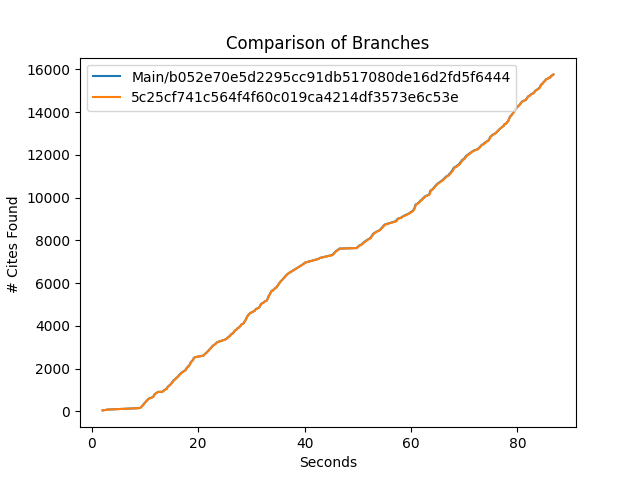 Comparison of Branches
Main/b052e70e5d2295cc91db517080de16d2fd5f6444
5c25cf741c564f4f60c019ca4214df3573e6c53e
16000
14000
12000
10000
8000
6000
4000
2000
0
# Cites Found
0 20 40 60 80
Seconds